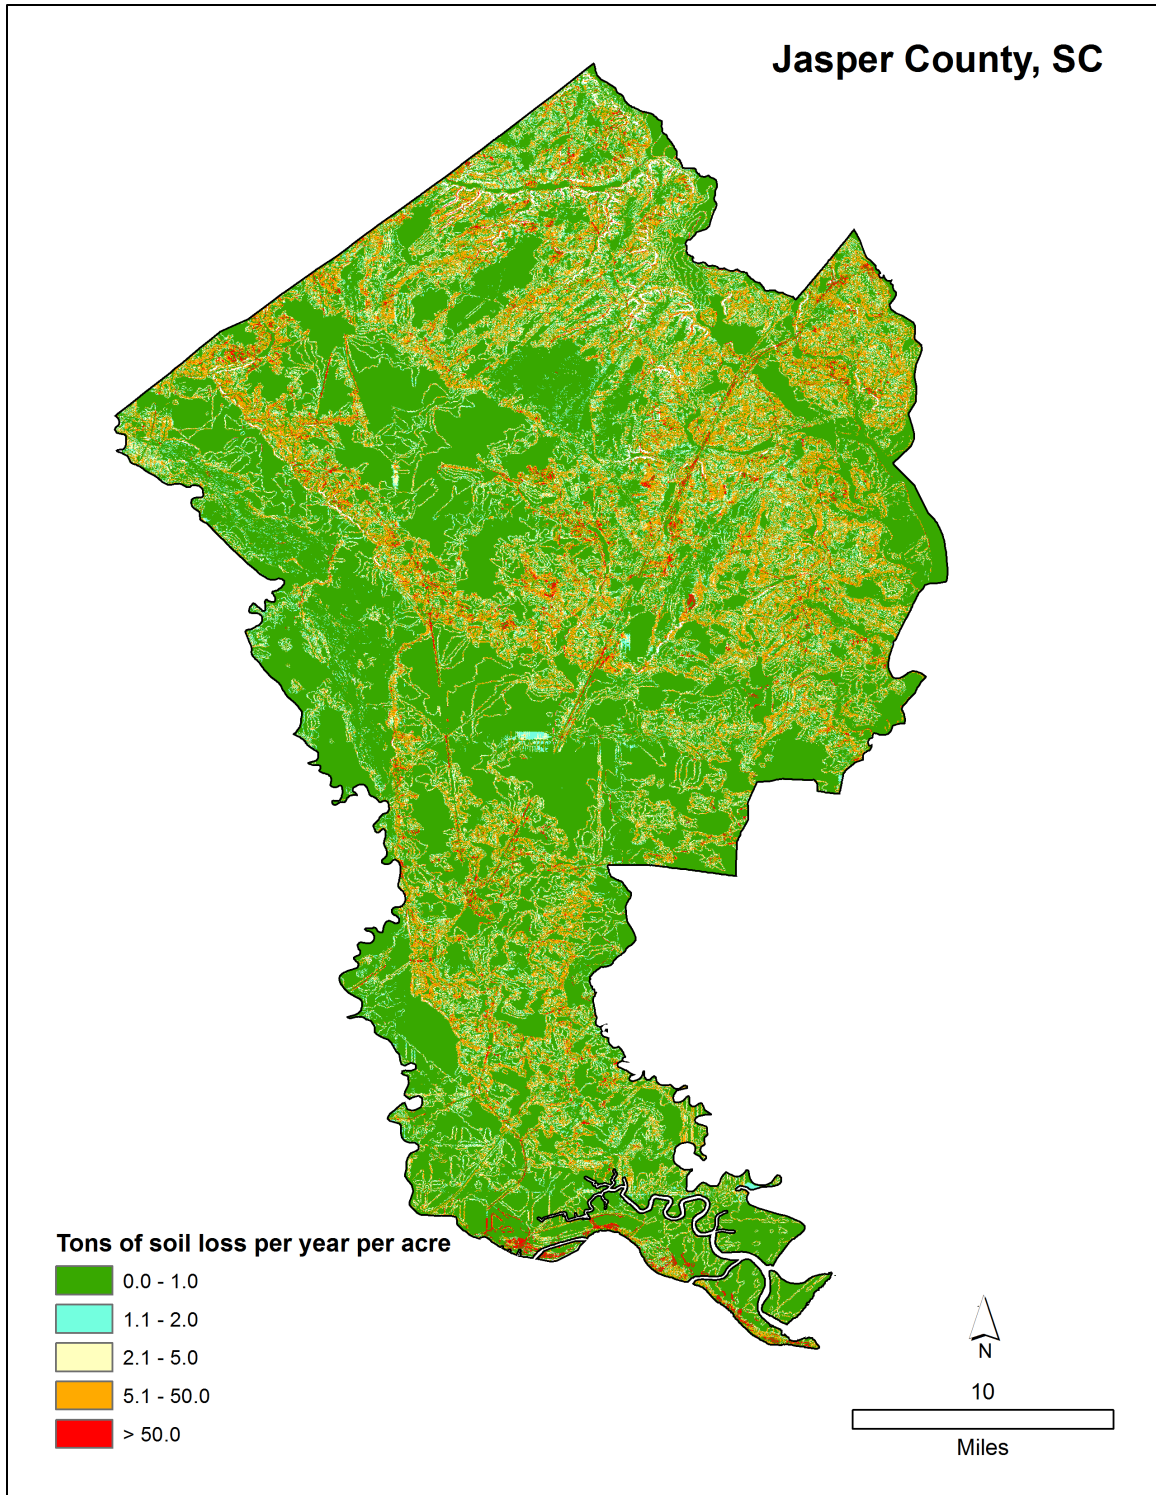 Jasper County, SC
Tons of soil loss per year per acre
0.0 - 1.0
1.1 - 2.0
2.1 - 5.0
5.1 - 50.0
> 50.0
N
10
Miles